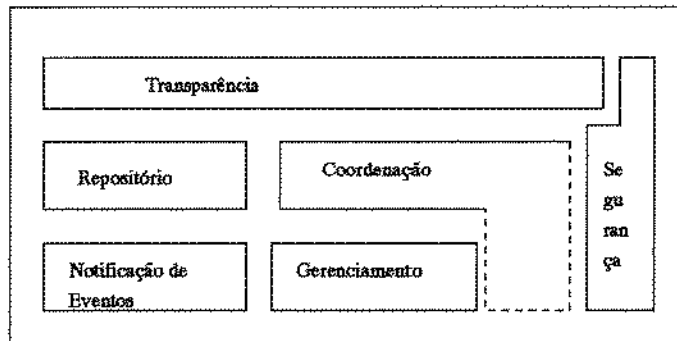 Transparência
Repositório
Coordenação
Se
gu
ran
ça
Notificação de
Eventos
Gerenciamento